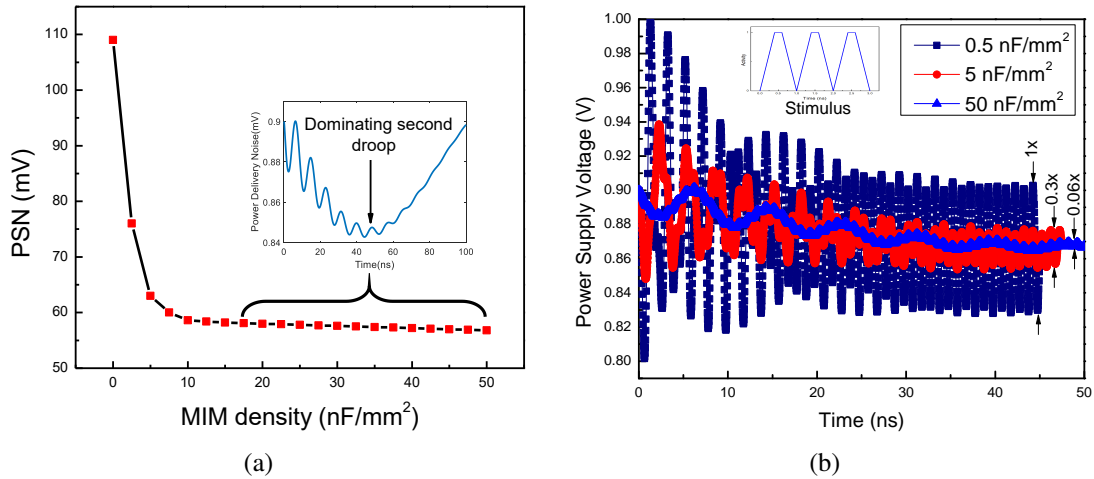 110
100
90
80
70
60
50
PSN (mV)
0
10
20
30
40
50
MIM density (nF/mm²)
Power Delivery Noise(mV)
0.9
0.88
0.86
0.84
0
20
40
60
80
100
Time(ns)
Dominating second
droop
(a)
1.00
0.98
0.96
0.94
0.92
0.90
0.88
0.86
0.84
0.82
0.80
Power Supply Voltage (V)
0
10
20
30
40
50
Time (ns)
Stimulus
0.5 nF/mm²
5 nF/mm²
50 nF/mm²
1x
0.3x
0.06x
(b)